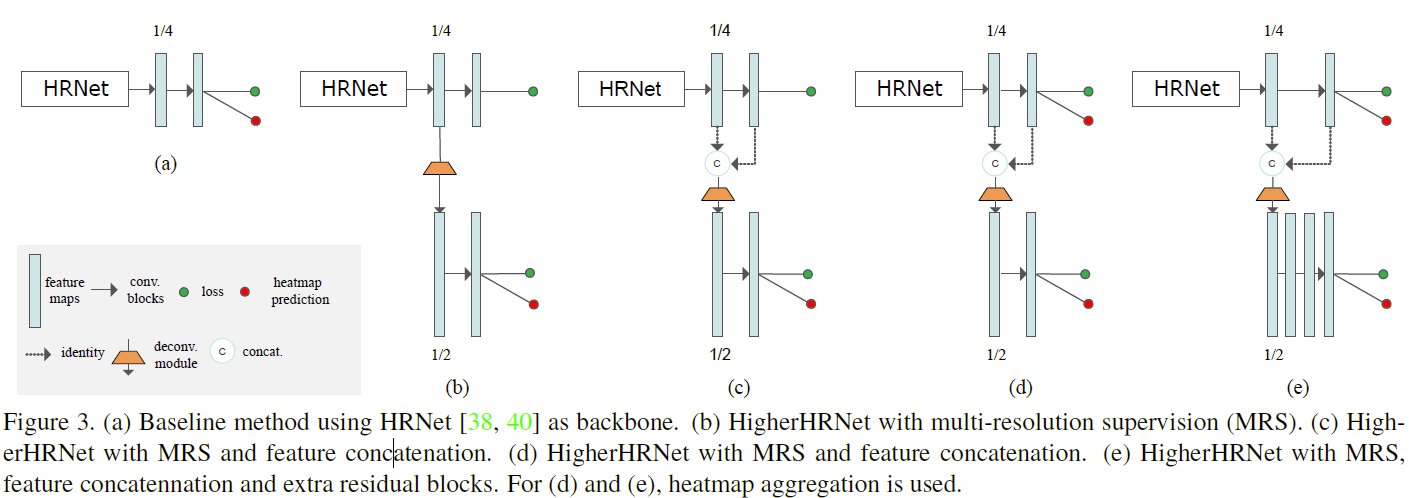 1/4
1/4
1/4
1/4
1/4
HRNet
HRNet
HRNet
HRNet
HRNet
(a)
C
C
C
feature
maps
conv.
blocks
loss
heatmap
prediction
identity
deconv.
module
C
concat.
1/2
1/2
1/2
1/2
(b)
(c)
(d)
(e)
Figure 3. (a) Baseline method using HRNet [38, 40] as backbone. (b) HigherHRNet with multi-resolution supervision (MRS). (c) High-
erHRNet with MRS and feature concatenation. (d) HigherHRNet with MRS and feature concatenation. (e) HigherHRNet with MRS,
feature concatennation and extra residual blocks. For (d) and (e), heatmap aggregation is used.